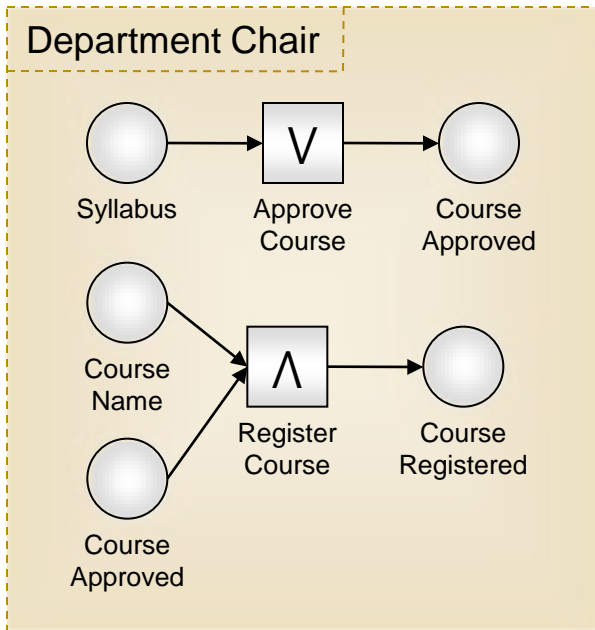 Department Chair
V
Syllabus
Approve
Course
Course
Approved
Course
Name
Λ
Register
Course
Course
Registered
Course
Approved